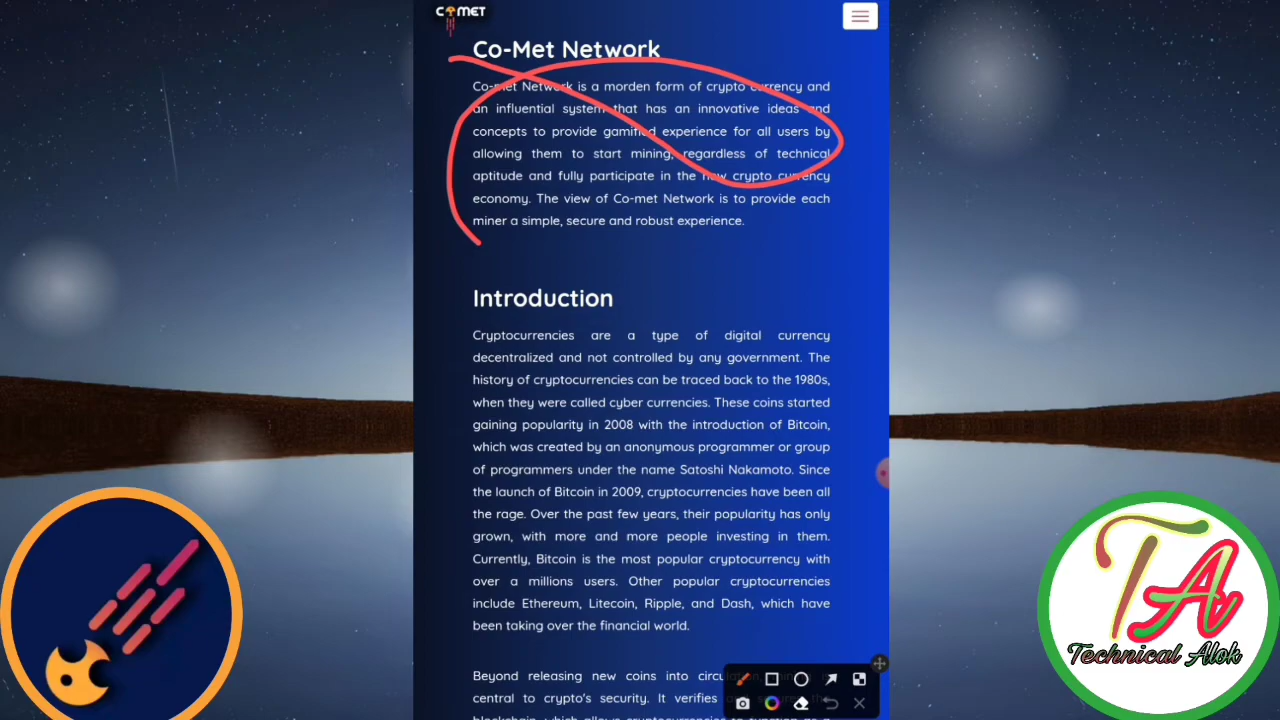 COMET
Co-Met Network
Co-met Network is a morden form of crypto currency and
an influential system that has an innovative ideas and
concepts to provide gamified experience for all users by
allowing them to start mining, regardless of technical
aptitude and fully participate in the new crypto currency
economy. The view of Co-met Network is to provide each
miner a simple, secure and robust experience.
Introduction
Cryptocurrencies are a type of digital currency
decentralized and not controlled by any government. The
history of cryptocurrencies can be traced back to the 1980s,
when they were called cyber currencies. These coins started
gaining popularity in 2008 with the introduction of Bitcoin,
which was created by an anonymous programmer or group
of programmers under the name Satoshi Nakamoto. Since
the launch of Bitcoin in 2009, cryptocurrencies have been all
the rage. Over the past few years, their popularity has only
grown, with more and more people investing in them.
Currently, Bitcoin is the most popular cryptocurrency with
over a millions users. Other popular cryptocurrencies
include Ethereum, Litecoin, Ripple, and Dash, which have
been taking over the financial world.
Beyond releasing new coins into
central to crypto's security. It verifies
blockchain, which allows cryptocurrencies to function as a
TA
Technical Alok